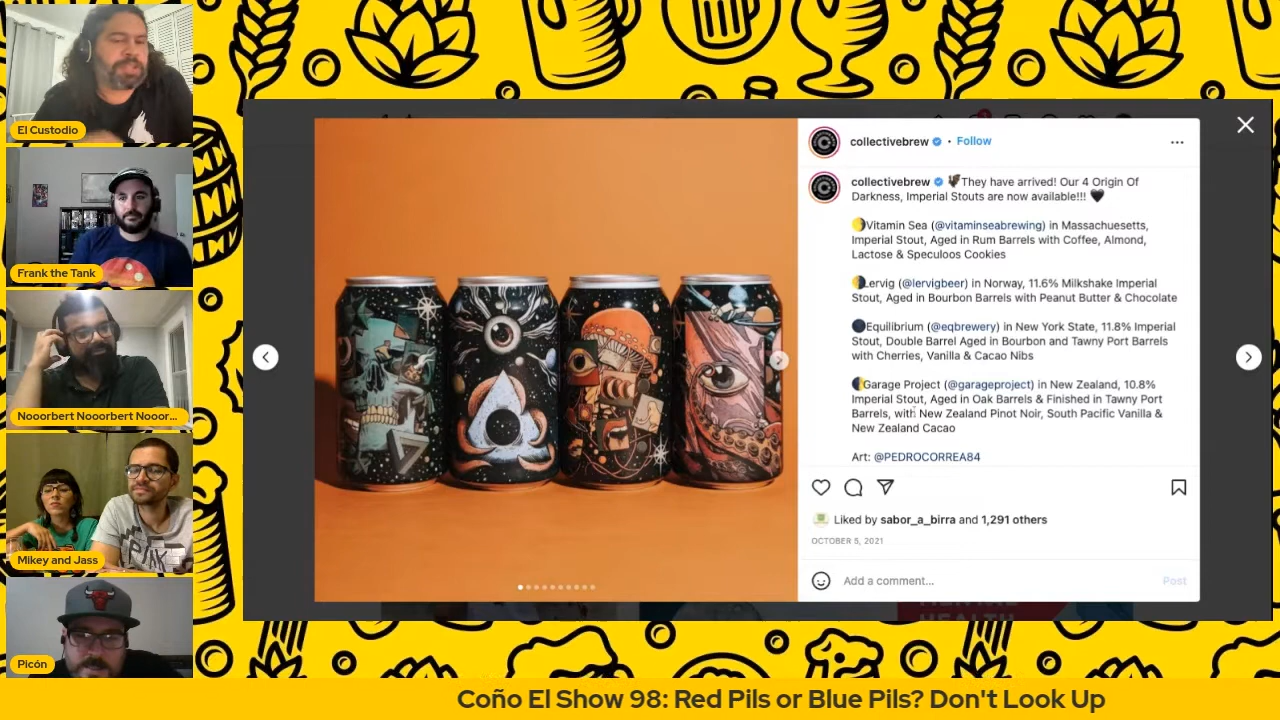 El Custodio
Frank the Tank
Nooorbert Nooorbert Nooor...
Mikey and Jass
Picón
collectivebrew • Follow
collectivebrew They have arrived! Our 4 Origin Of
Darkness, Imperial Stouts are now available!!!
Vitamin Sea (@vitaminseabrewing) in Massachuesetts,
Imperial Stout, Aged in Rum Barrels with Coffee, Almond,
Lactose & Speculoos Cookies
Lervig (@lervigbeer) in Norway, 11.6% Milkshake Imperial
Stout, Aged in Bourbon Barrels with Peanut Butter & Chocolate
Equilibrium (@eqbrewery) in New York State, 11.8% Imperial
Stout, Double Barrel Aged in Bourbon and Tawny Port Barrels
with Cherries, Vanilla & Cacao Nibs
Garage Project (@garageproject) in New Zealand, 10.8%
Imperial Stout, Aged in Oak Barrels & Finished in Tawny Port
Barrels, with New Zealand Pinot Noir, South Pacific Vanilla &
New Zealand Cacao
Art: @PEDROCORREA84
Liked by sabor_a_birra and 1,291 others
OCTOBER 5, 2021
Add a comment...
Post
Coño El Show 98: Red Pils or Blue Pils? Don't Look Up